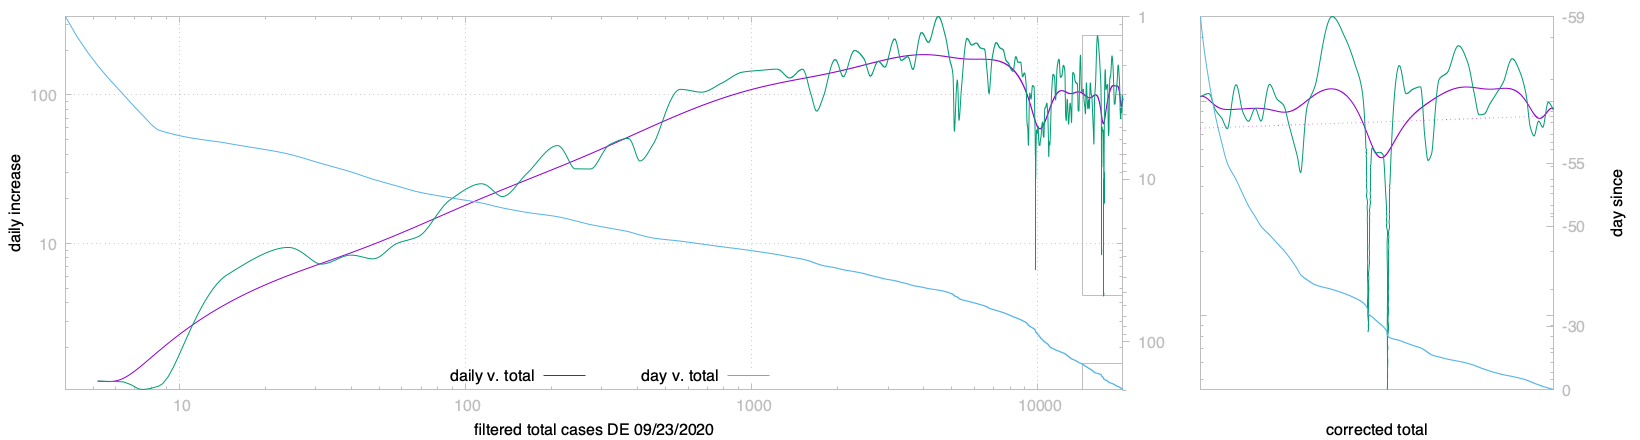 daily increase
100
10
10
100
1000
10000
filtered total cases DE 09/23/2020
daily v. total
day v. total
1
10
100
-59
-55
-50
-30
0
day since
corrected total